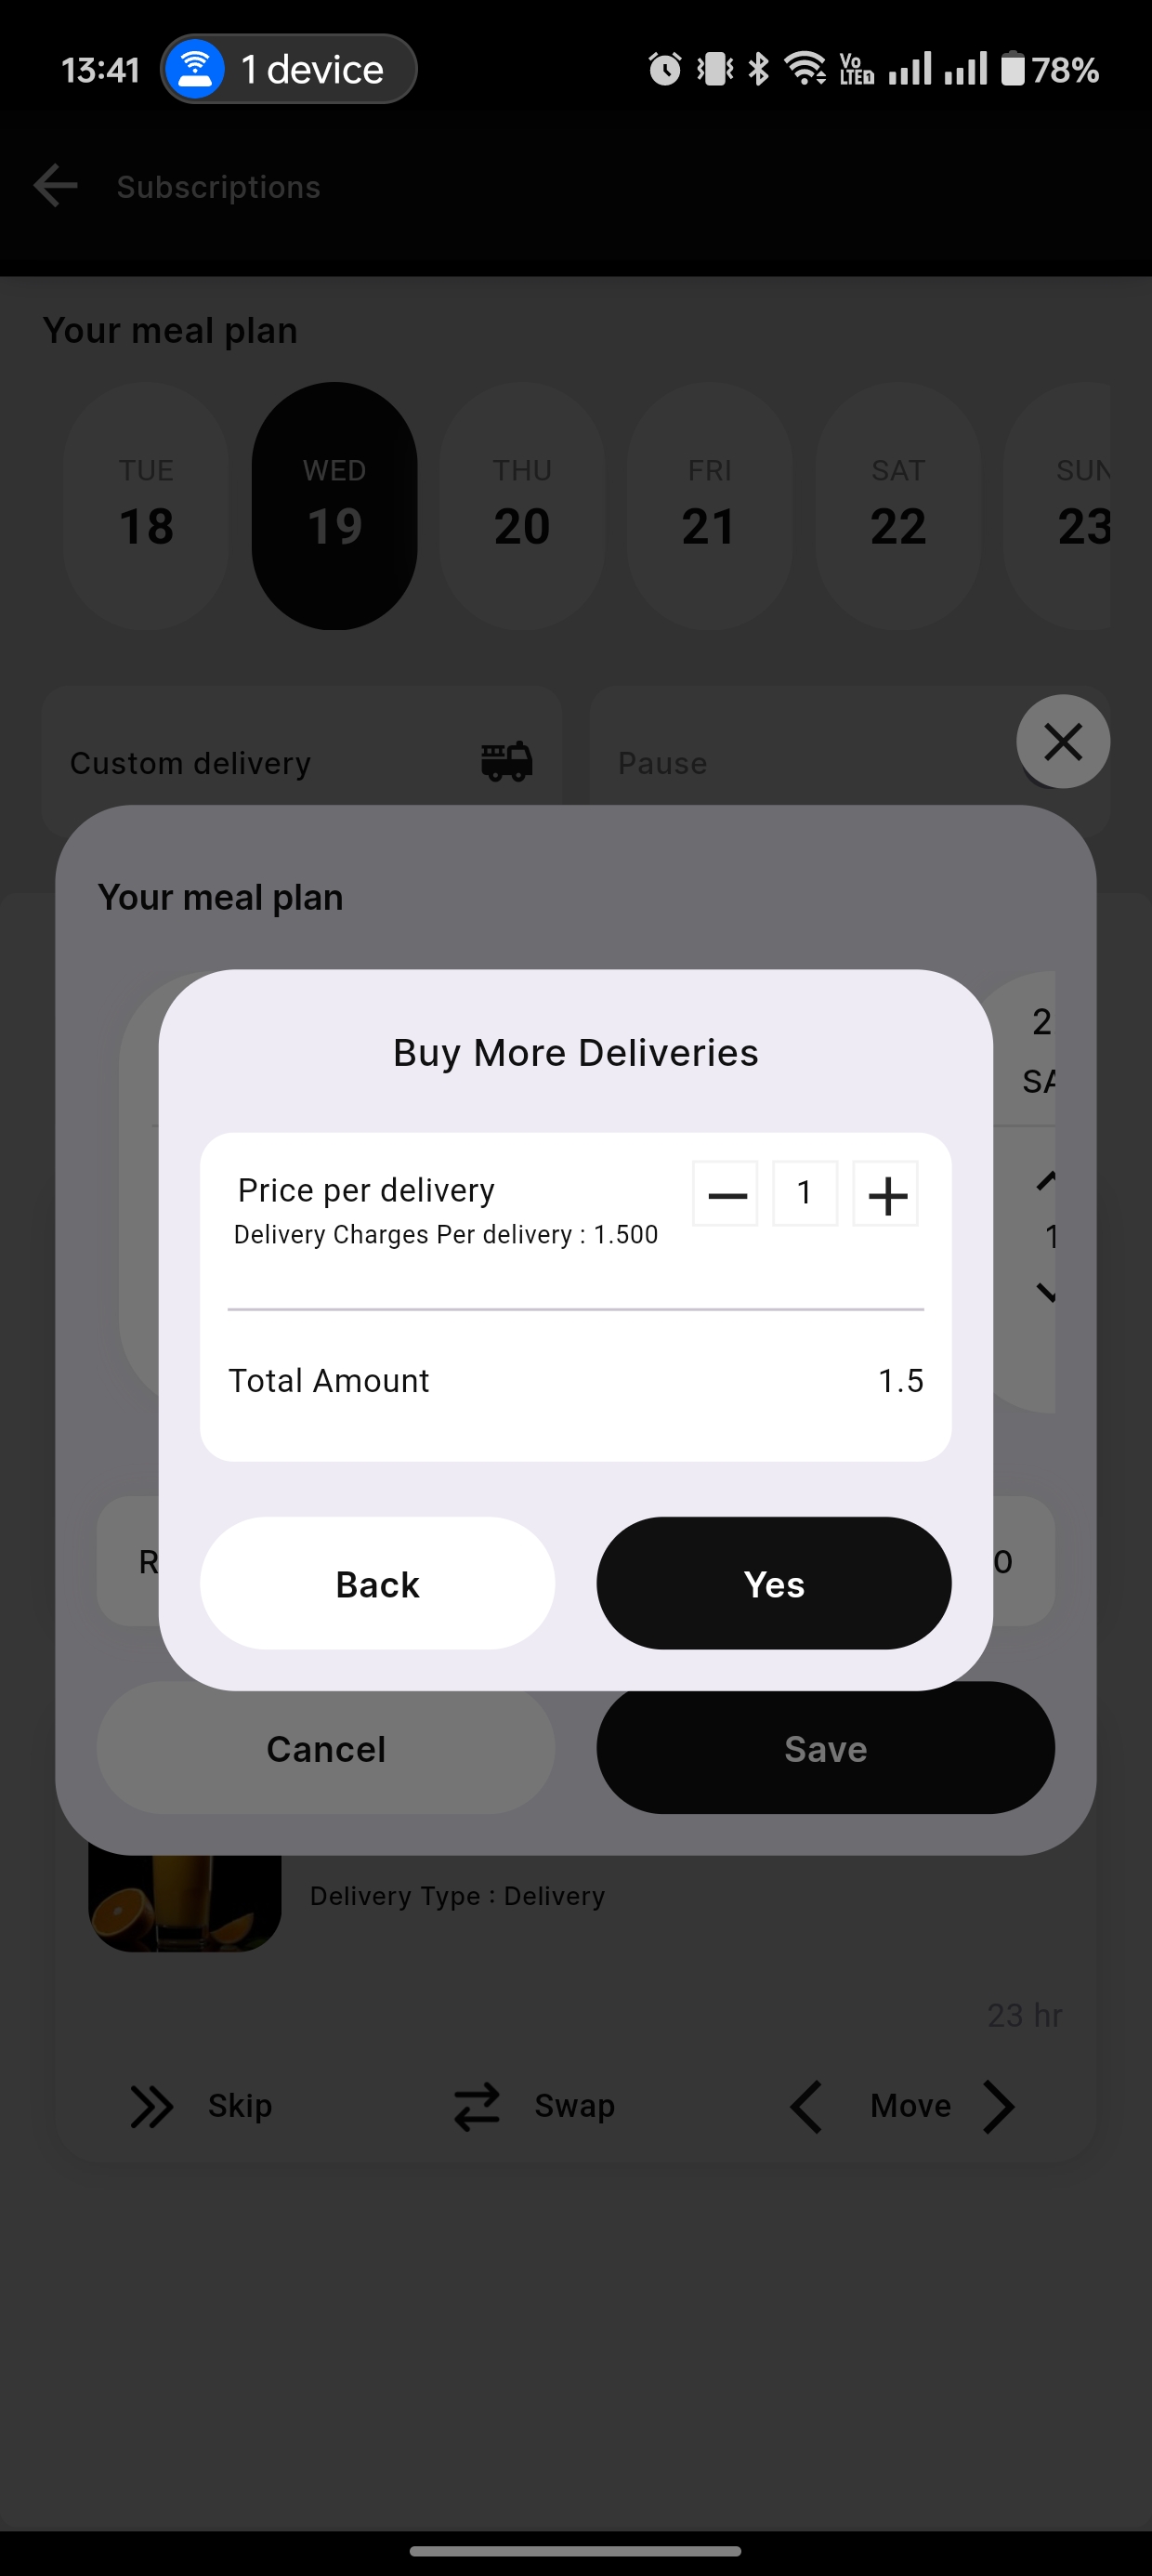 13:41 1 device Vo LTE 78%
Subscriptions
Your meal plan
TUE WED THU FRI SAT SUN
18 19 20 21 22 23
Custom delivery Pause
Your meal plan
2
SA
Buy More Deliveries
Price per delivery 1
Delivery Charges Per delivery : 1.500
1
Total Amount 1.5
R 0
Back Yes
Cancel Save
Delivery Type : Delivery
23 hr
Skip Swap Move